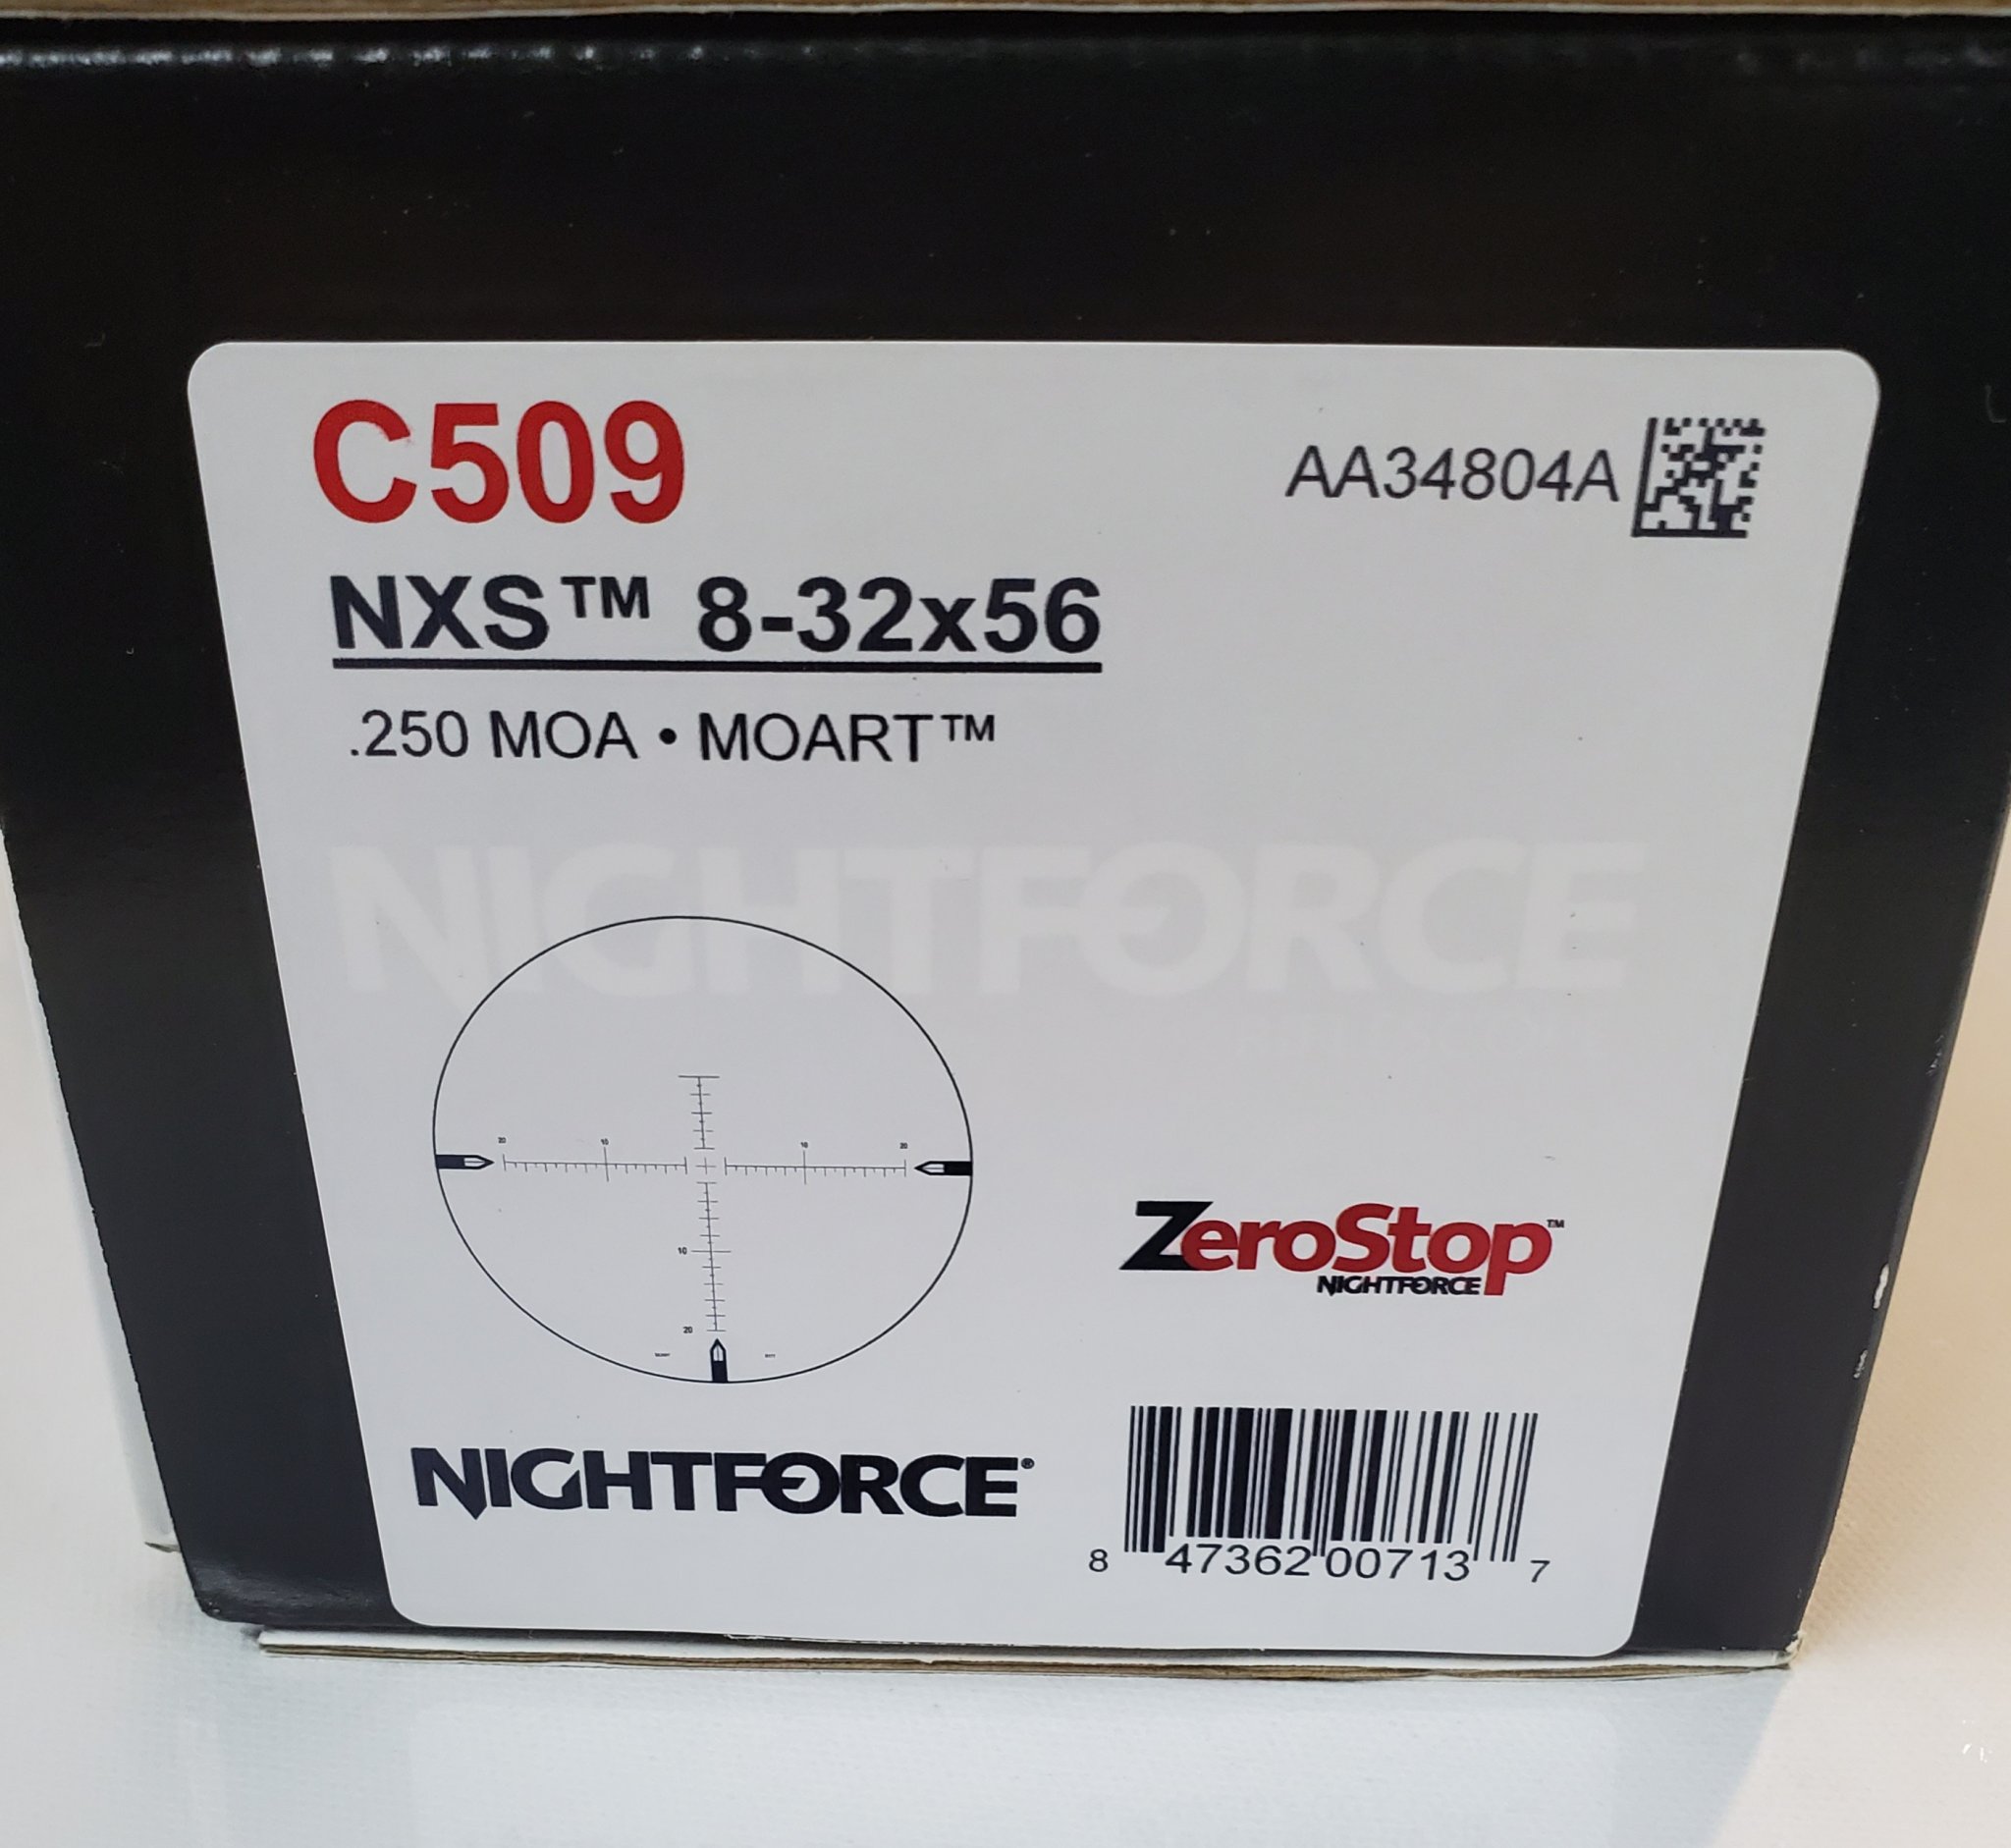 C509
AA34804A
NXS™ 8-32x56
.250 MOA • MOART™
NIGHTFORCE
20 10 10 20
10
20
ZeroStop™
NIGHTFORCE
NIGHTFORCE®
8 47362 00713 7